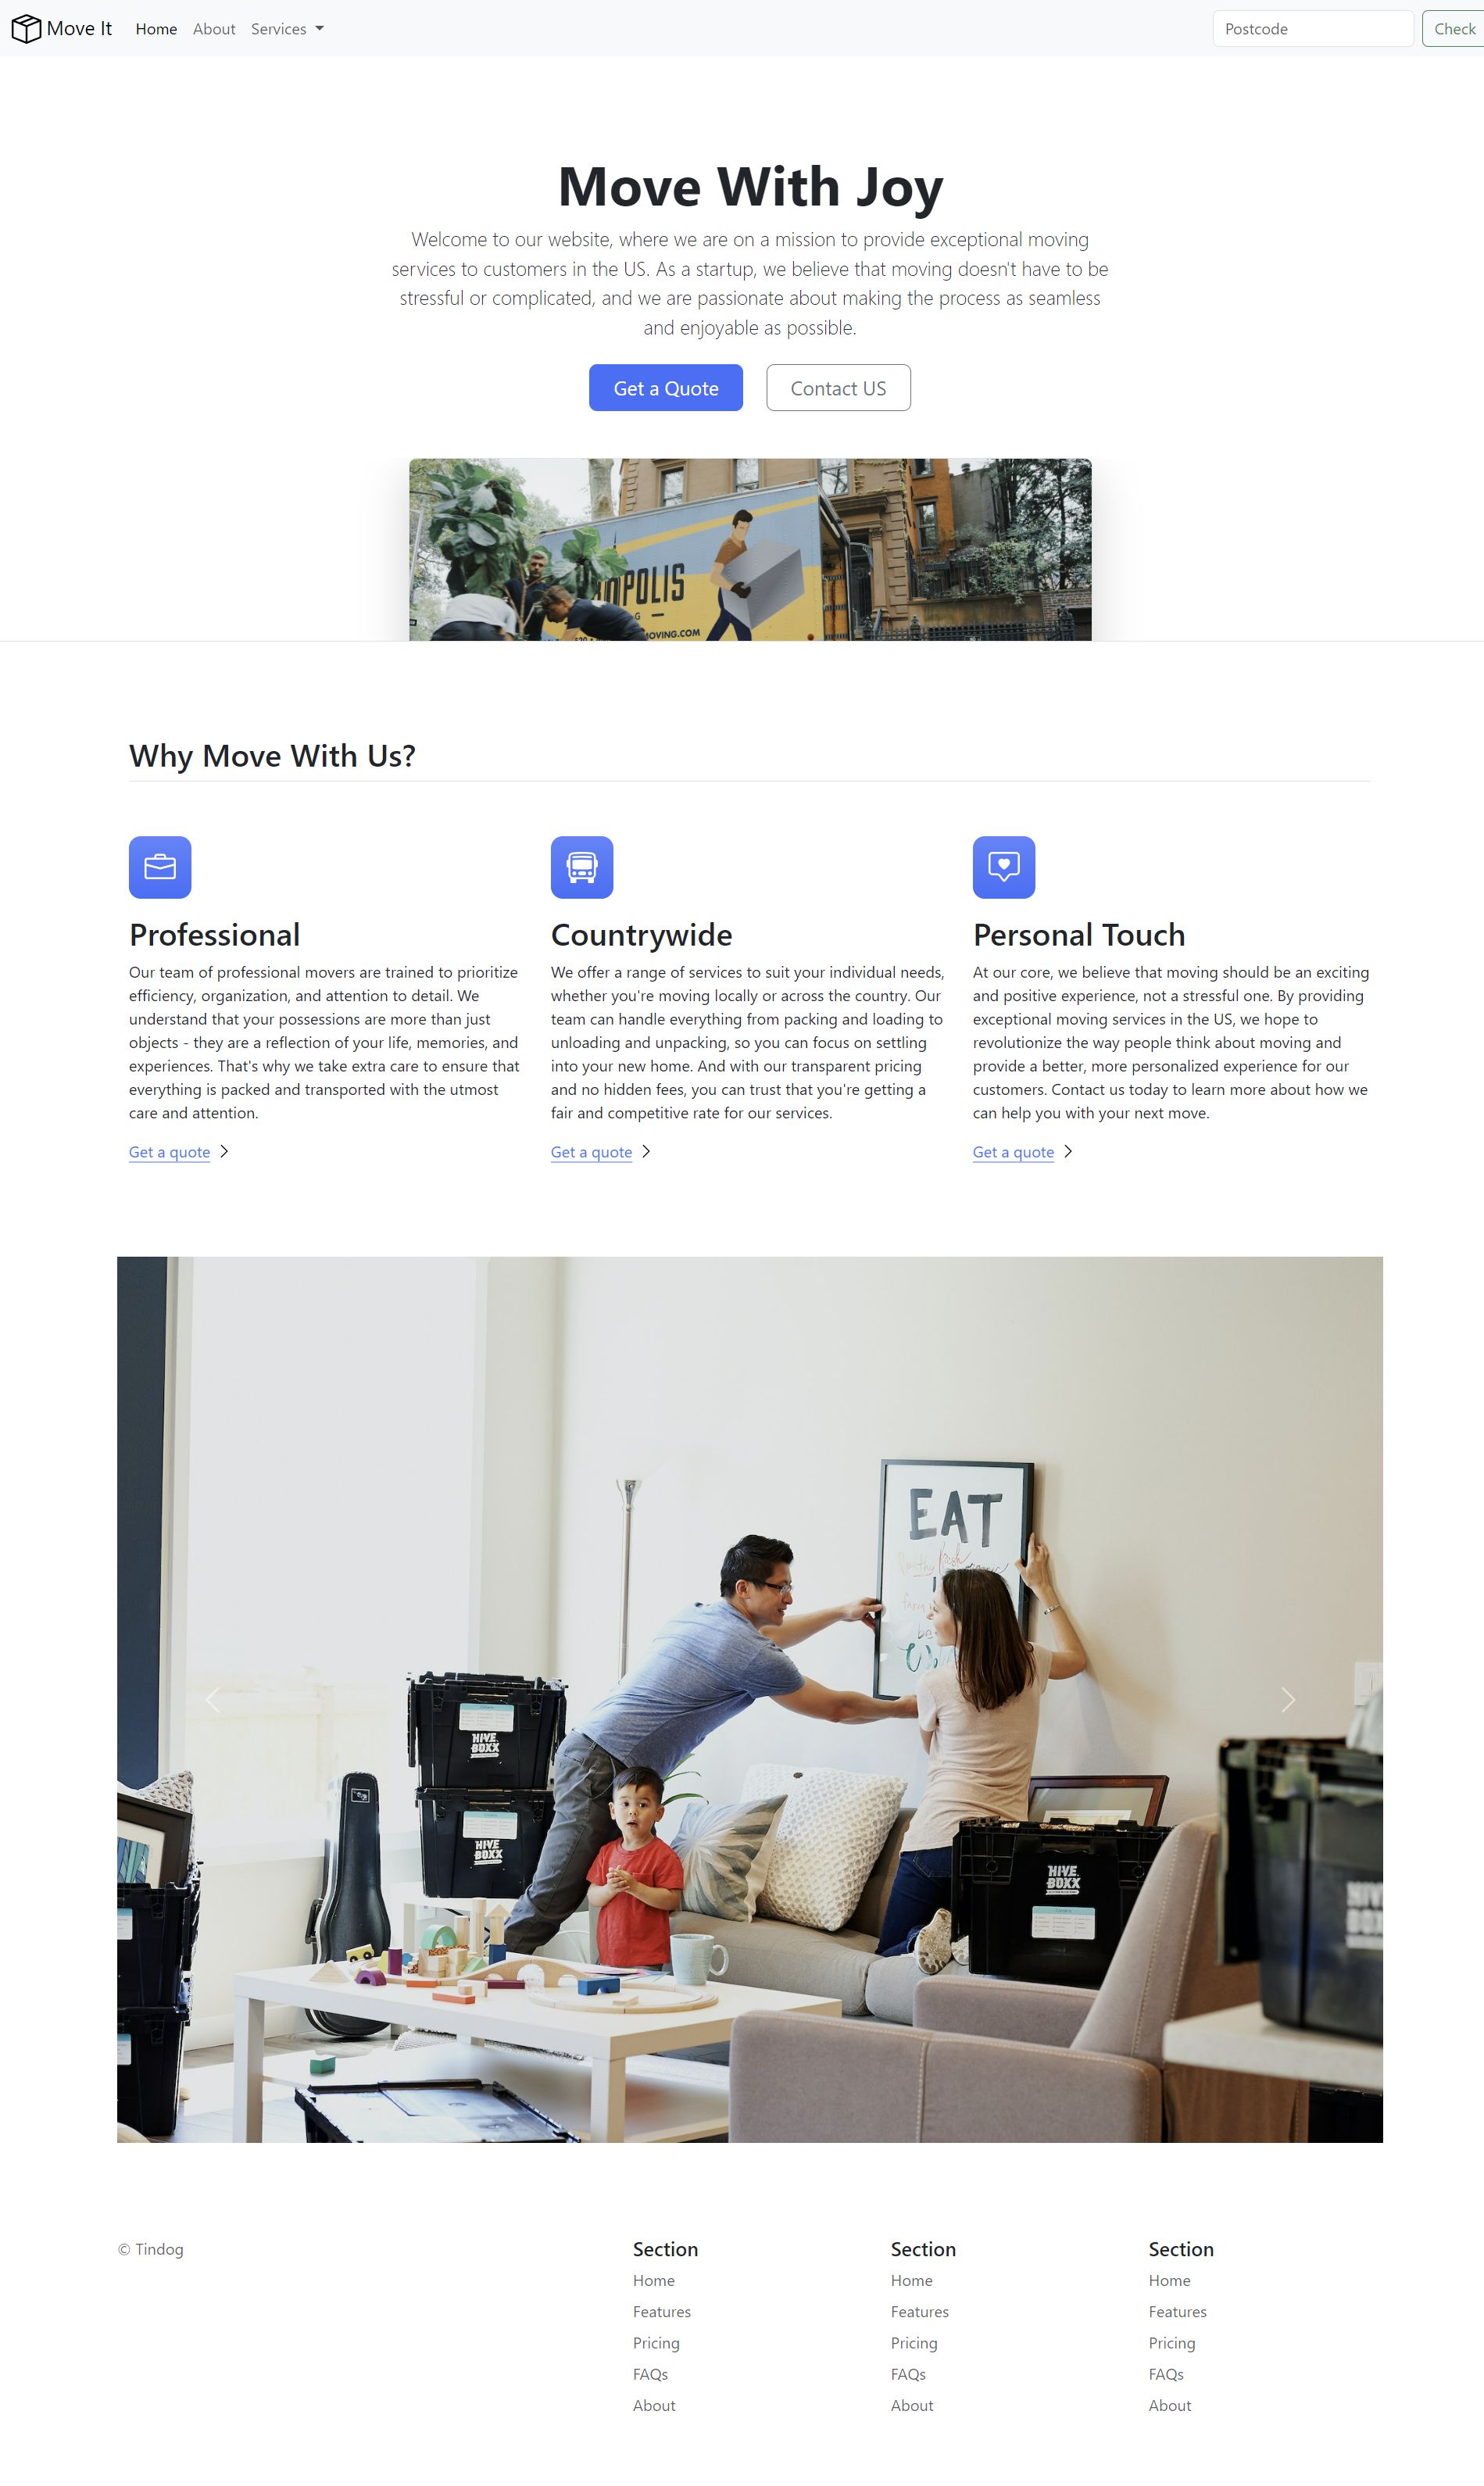 Move It
Home
About
Services
Postcode
Check
Move With Joy
Welcome to our website, where we are on a mission to provide exceptional moving
services to customers in the US. As a startup, we believe that moving doesn't have to be
stressful or complicated, and we are passionate about making the process as seamless
and enjoyable as possible.
Get a Quote
Contact US
POLIS
G
MOVING.COM
Why Move With Us?
Professional
Our team of professional movers are trained to prioritize
efficiency, organization, and attention to detail. We
understand that your possessions are more than just
objects - they are a reflection of your life, memories, and
experiences. That's why we take extra care to ensure that
everything is packed and transported with the utmost
care and attention.
Get a quote
Countrywide
We offer a range of services to suit your individual needs,
whether you're moving locally or across the country. Our
team can handle everything from packing and loading to
unloading and unpacking, so you can focus on settling
into your new home. And with our transparent pricing
and no hidden fees, you can trust that you're getting a
fair and competitive rate for our services.
Get a quote
Personal Touch
At our core, we believe that moving should be an exciting
and positive experience, not a stressful one. By providing
exceptional moving services in the US, we hope to
revolutionize the way people think about moving and
provide a better, more personalized experience for our
customers. Contact us today to learn more about how we
can help you with your next move.
Get a quote
EAT
fresh
be
HIVE
BOXX
HIVE
BOXX
HIVE
BOXX
© Tindog
Section
Home
Features
Pricing
FAQs
About
Section
Home
Features
Pricing
FAQs
About
Section
Home
Features
Pricing
FAQs
About